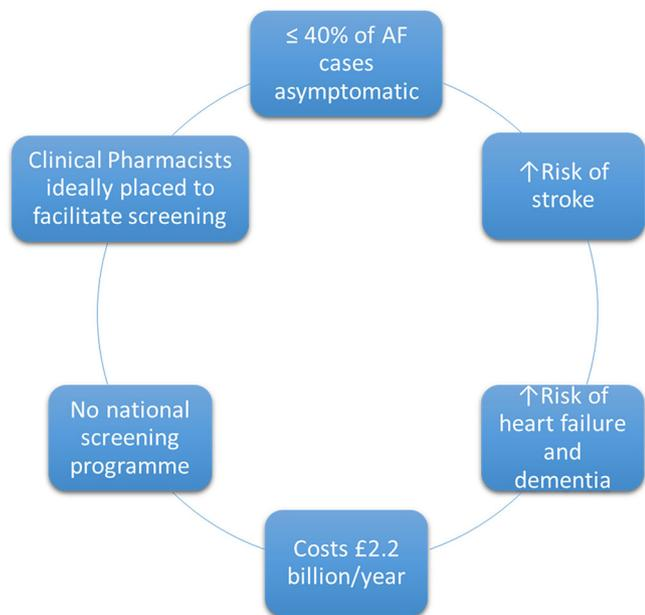 ≤ 40% of AF
cases
asymptomatic
↑Risk of
stroke
↑Risk of
heart failure
and
dementia
Costs £2.2
billion/year
No national
screening
programme
Clinical Pharmacists
ideally placed to
facilitate screening